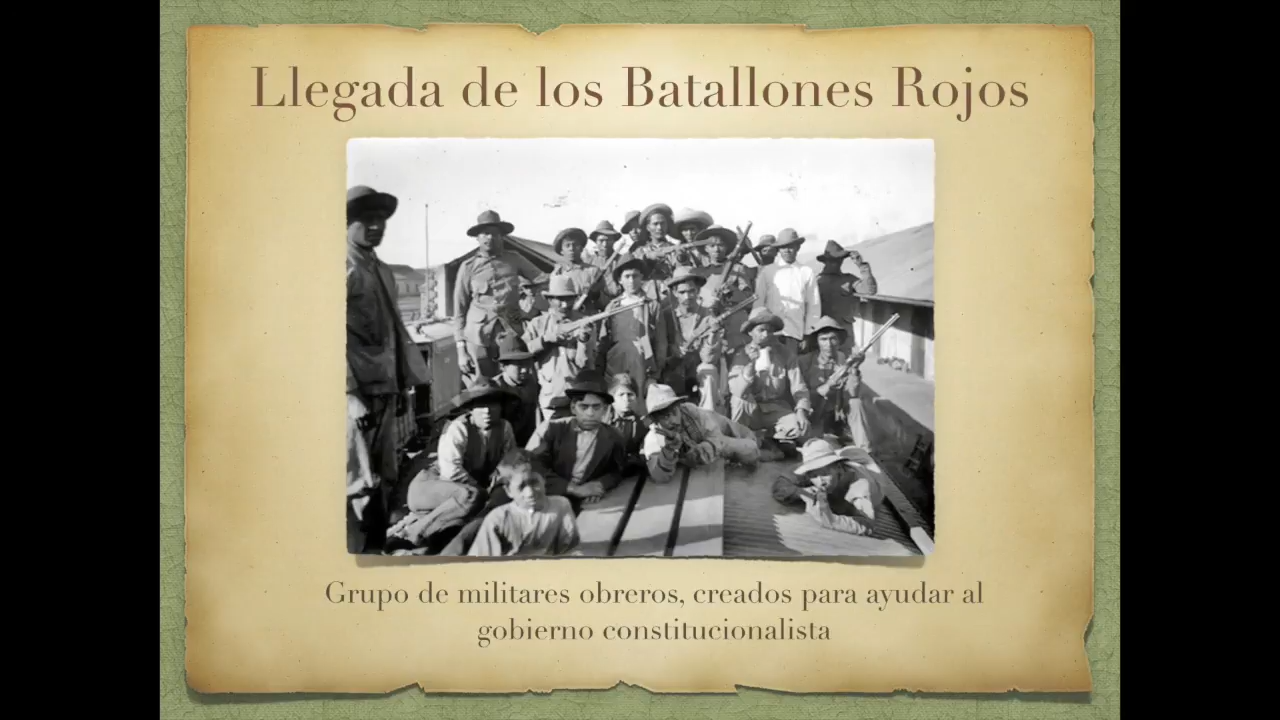 Llegada de los Batallones Rojos
Grupo de militares obreros, creados para ayudar al
gobierno constitucionalista